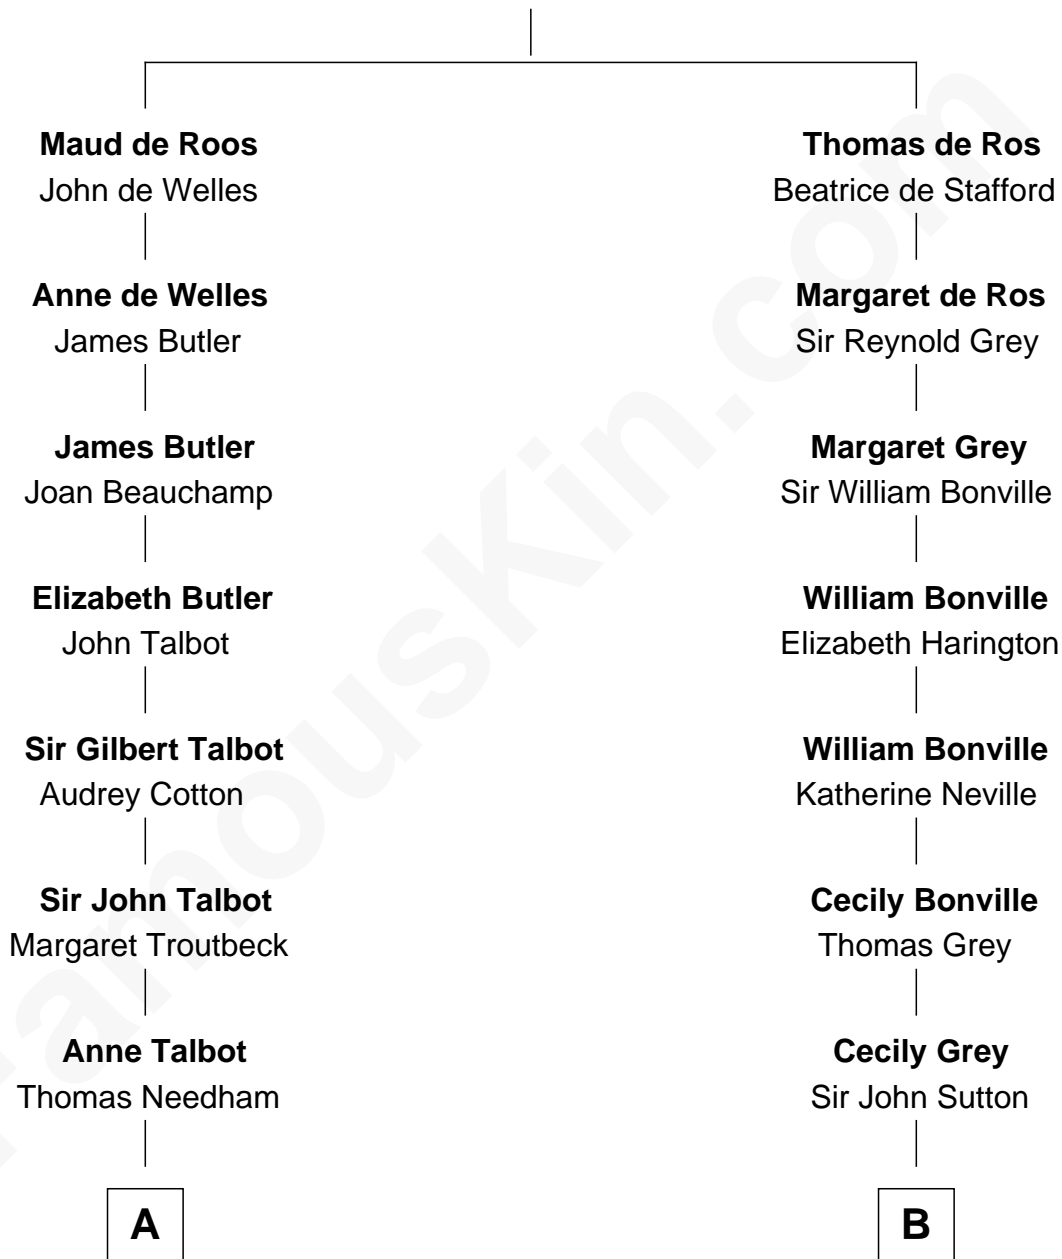 Maud de Roos
John de Welles
Thomas de Ros
Beatrice de Stafford
Anne de Welles
James Butler
Margaret de Ros
Sir Reynold Grey
James Butler
Joan Beauchamp
Margaret Grey
Sir William Bonville
Elizabeth Butler
John Talbot
William Bonville
Elizabeth Harington
Sir Gilbert Talbot
Audrey Cotton
William Bonville
Katherine Neville
Sir John Talbot
Margaret Troutbeck
Cecily Bonville
Thomas Grey
Anne Talbot
Thomas Needham
Cecily Grey
Sir John Sutton
A
B
FamousKin.com